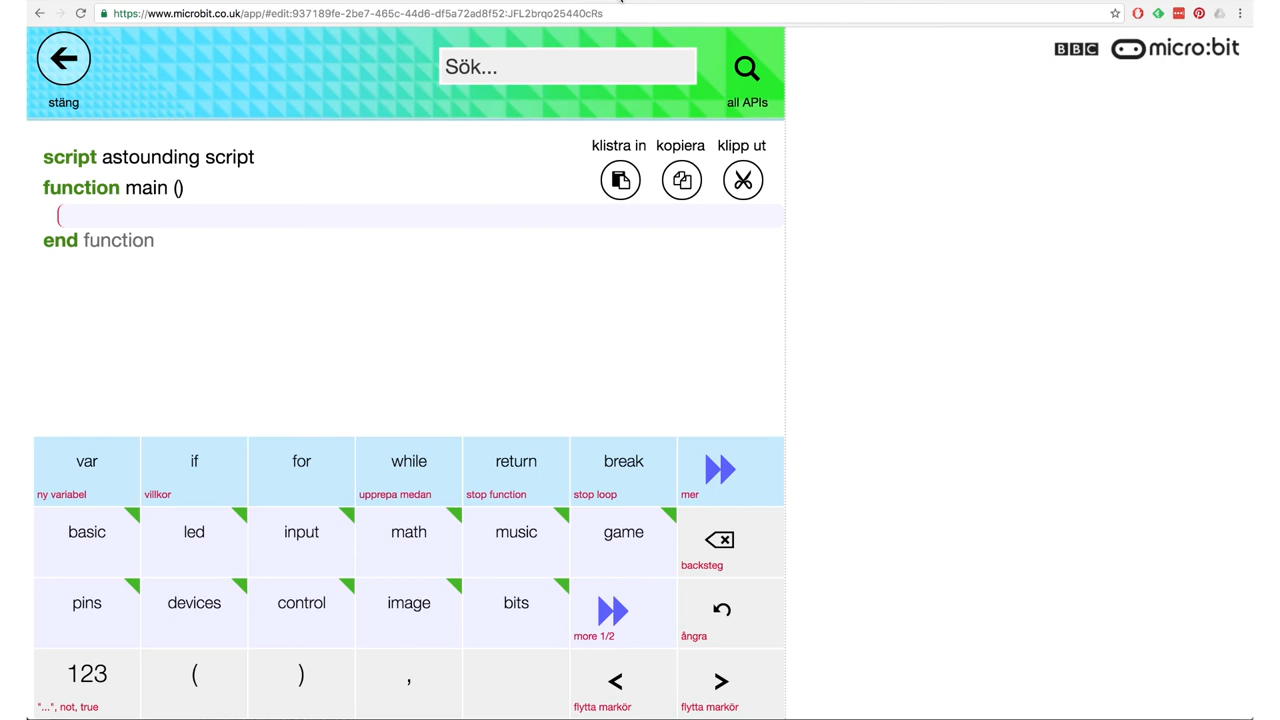 https://www.microbit.co.uk/app/#edit:937189fe-2be7-465c-44d6-df5a72ad8f52:JFL2brqo25440cRs
BBC micro:bit
Sök...
stäng
all APIs
script astounding script
klistra in kopiera klipp ut
function main ()
end function
var if for while return break
ny variabel villkor upprepa medan stop function stop loop mer
basic led input math music game
backsteg
pins devices control image bits
more 1/2 ångra
123 ( ) , < >
"...", not, true flytta markör flytta markör